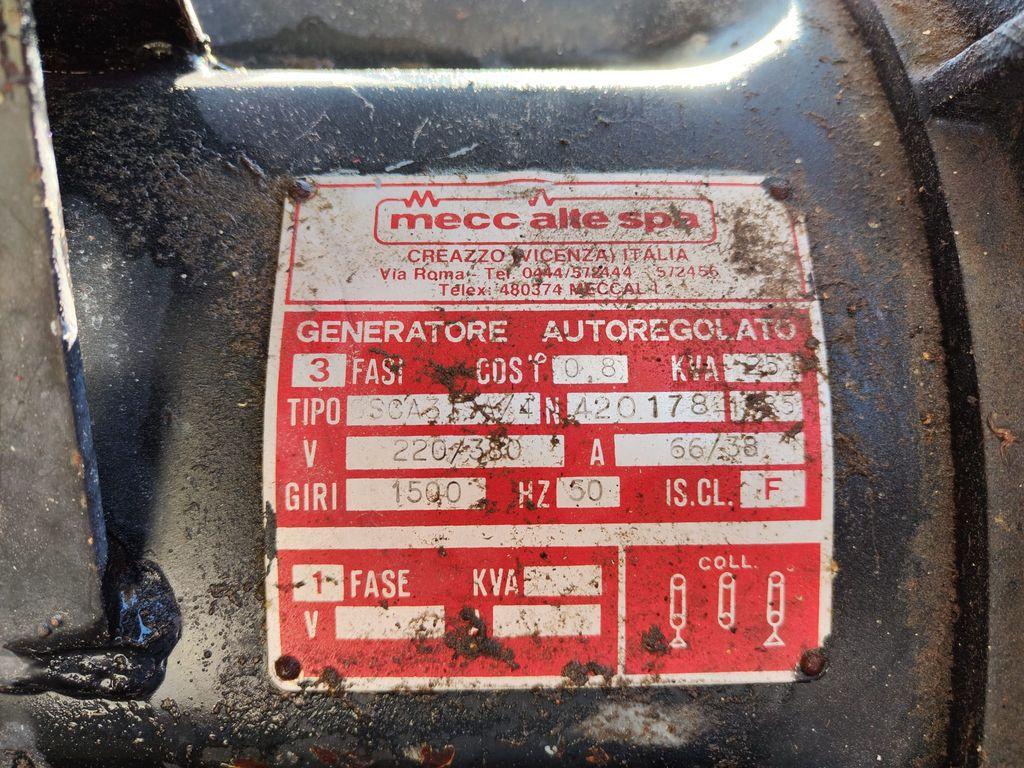 mecc alte spa
CREAZZO (VICENZA) ITALIA
Via Roma - Tel. 0444/572444 - 572456
Telex: 480374 MECCAL I
GENERATORE AUTOREGOLATO
3 FASI COSφ 0,8 KVA 25
TIPO N. 420178
V 220/380 A 66/38
GIRI 1500 HZ 50 IS.CL. F
1 FASE KVA
V
COLL.